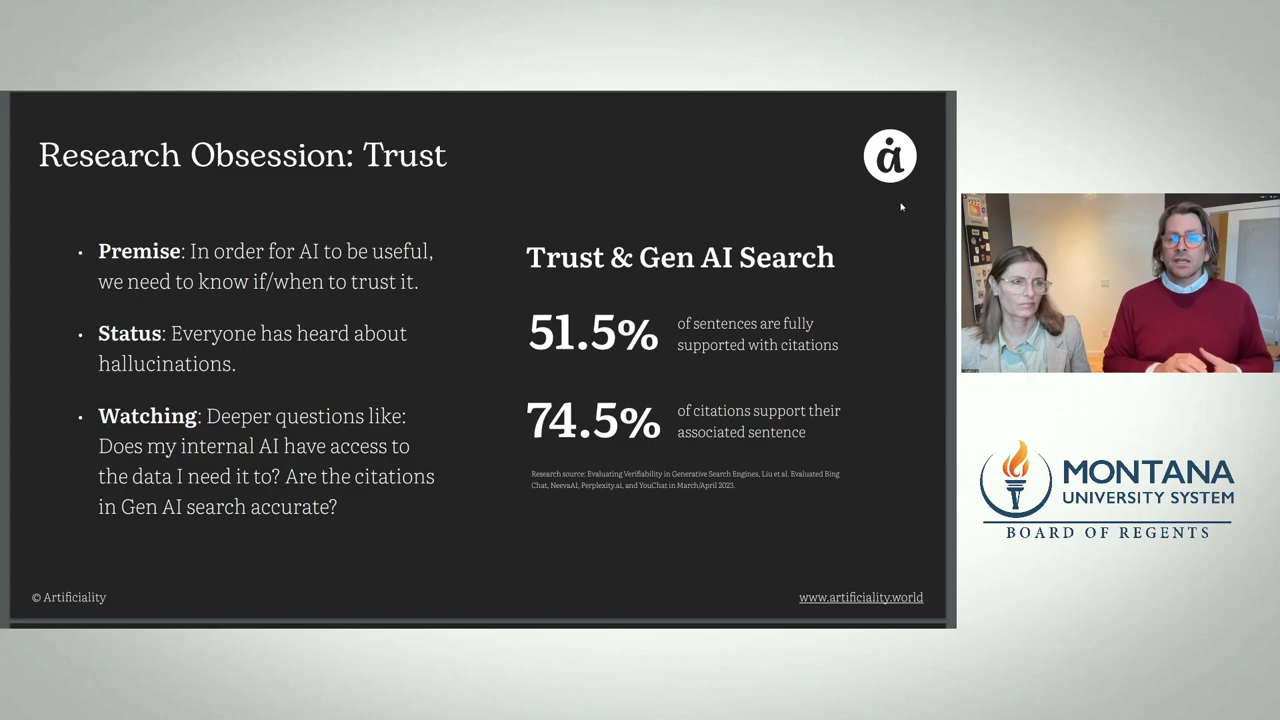 Research Obsession: Trust
Premise: In order for AI to be useful,
we need to know if/when to trust it.
Status: Everyone has heard about
hallucinations.
Watching: Deeper questions like:
Does my internal AI have access to
the data I need it to? Are the citations
in Gen AI search accurate?
Trust & Gen AI Search
51.5% of sentences are fully
supported with citations
74.5% of citations support their
associated sentence
Research source: Evaluating Verifiability in Generative Search Engines, Liu et al. Evaluated Bing
Chat, NeevaAI, Perplexity.ai, and YouChat in March/April 2023.
© Artificiality
www.artificiality.world
MONTANA
UNIVERSITY SYSTEM
BOARD OF REGENTS